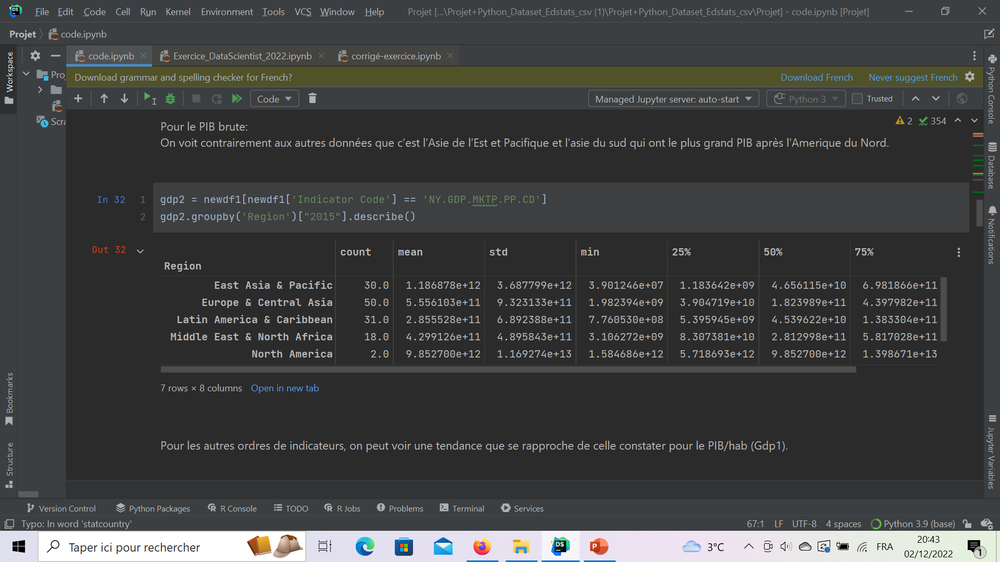 DS File Edit Code Cell Run Kernel Environment Tools VCS Window Help Projet [...\Projet+Python_Dataset_Edstats_csv (1)\Projet+Python_Dataset_Edstats_csv\Projet] - code.ipynb [Projet]
Projet code.ipynb
Workspace
Proj
Scra
code.ipynb Exercice_DataScientist_2022.ipynb corrigé-exercice.ipynb
Download grammar and spelling checker for French? Download French Never suggest French
Code Managed Jupyter server: auto-start Python 3 Trusted
2 354
Pour le PIB brute:
On voit contrairement aux autres données que c’est l’Asie de l’Est et Pacifique et l’asie du sud qui ont le plus grand PIB après l’Amerique du Nord.
In 32 1 gdp2 = newdf1[newdf1['Indicator Code'] == 'NY.GDP.MKTP.PP.CD']
2 gdp2.groupby('Region')["2015"].describe()
Out 32
count mean std min 25% 50% 75%
Region
East Asia & Pacific 30.0 1.186878e+12 3.687799e+12 3.901246e+07 1.183642e+09 4.656115e+10 6.981866e+11
Europe & Central Asia 50.0 5.556103e+11 9.323133e+11 1.982394e+09 3.904719e+10 1.823989e+11 4.397982e+11
Latin America & Caribbean 31.0 2.855528e+11 6.892388e+11 7.760530e+08 5.395945e+09 4.539622e+10 1.383304e+11
Middle East & North Africa 18.0 4.299126e+11 4.895843e+11 3.106272e+09 8.307381e+10 2.812998e+11 5.817028e+11
North America 2.0 9.852700e+12 1.169274e+13 1.584686e+12 5.718693e+12 9.852700e+12 1.398671e+13
7 rows × 8 columns Open in new tab
Pour les autres ordres de indicateurs, on peut voir une tendance que se rapproche de celle constater pour le PIB/hab (Gdp1).
Bookmarks
Structure
Python Console
Database
Notifications
Jupyter Variables
Version Control Python Packages R Console TODO R Jobs Problems Terminal Services
Typo: In word 'statcountry' 67:1 LF UTF-8 4 spaces Python 3.9 (base)
Taper ici pour rechercher DS P 3°C FRA 20:43
02/12/2022 1